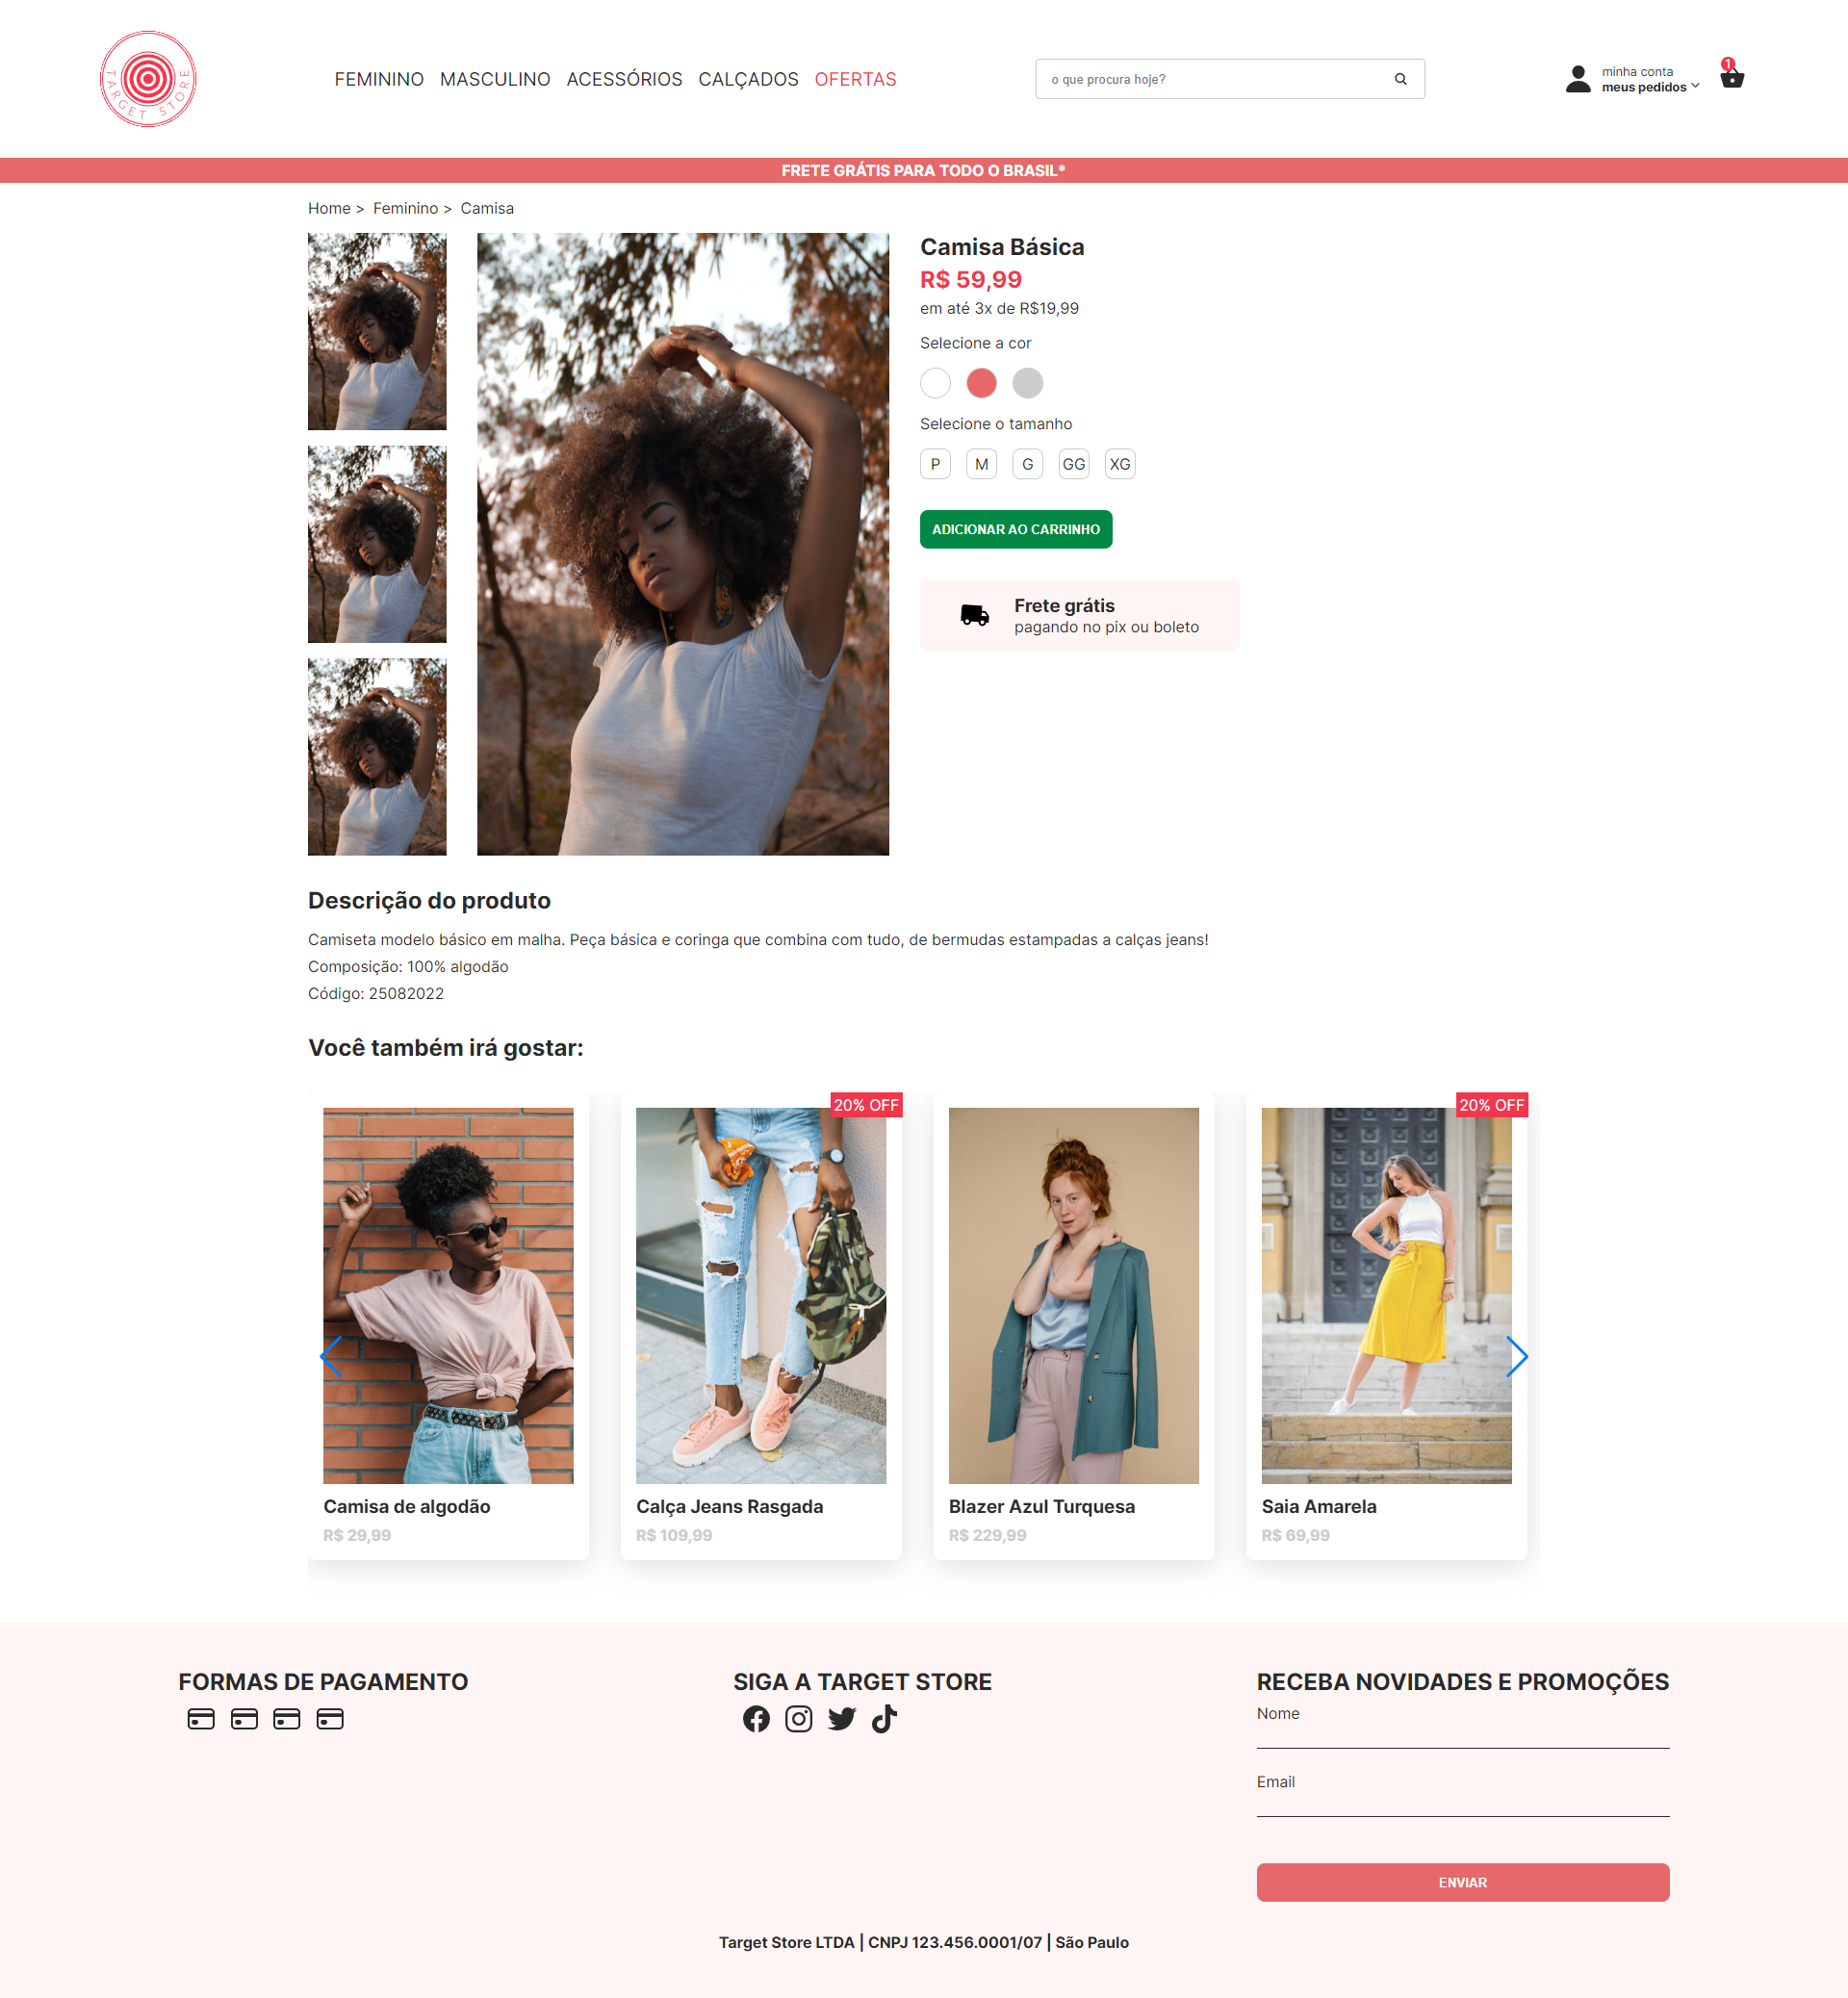 TARGET STORE
FEMININO MASCULINO ACESSÓRIOS CALÇADOS OFERTAS
o que procura hoje?
minha conta
meus pedidos
1
FRETE GRÁTIS PARA TODO O BRASIL*
Home > Feminino > Camisa
Camisa Básica
R$ 59,99
em até 3x de R$19,99
Selecione a cor
Selecione o tamanho
P M G GG XG
ADICIONAR AO CARRINHO
Frete grátis
pagando no pix ou boleto
Descrição do produto
Camiseta modelo básico em malha. Peça básica e coringa que combina com tudo, de bermudas estampadas a calças jeans!
Composição: 100% algodão
Código: 25082022
Você também irá gostar:
Camisa de algodão
R$ 29,99
20% OFF
Calça Jeans Rasgada
R$ 109,99
Blazer Azul Turquesa
R$ 229,99
20% OFF
Saia Amarela
R$ 69,99
FORMAS DE PAGAMENTO
SIGA A TARGET STORE
RECEBA NOVIDADES E PROMOÇÕES
Nome
Email
ENVIAR
Target Store LTDA | CNPJ 123.456.0001/07 | São Paulo